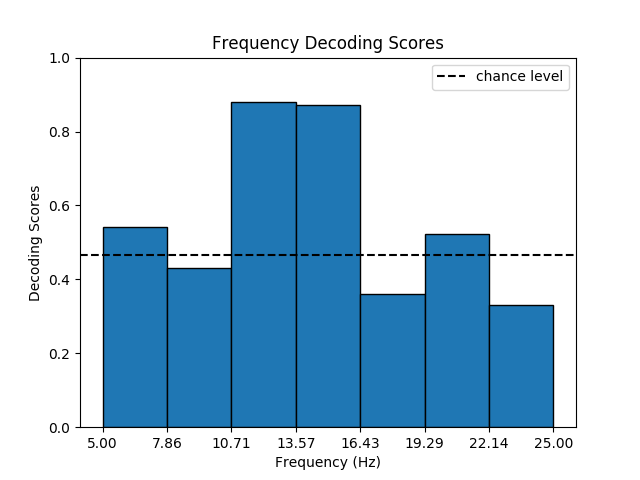 Frequency Decoding Scores
chance level
1.0
0.8
0.6
0.4
0.2
0.0
Decoding Scores
5.00 7.86 10.71 13.57 16.43 19.29 22.14 25.00
Frequency (Hz)